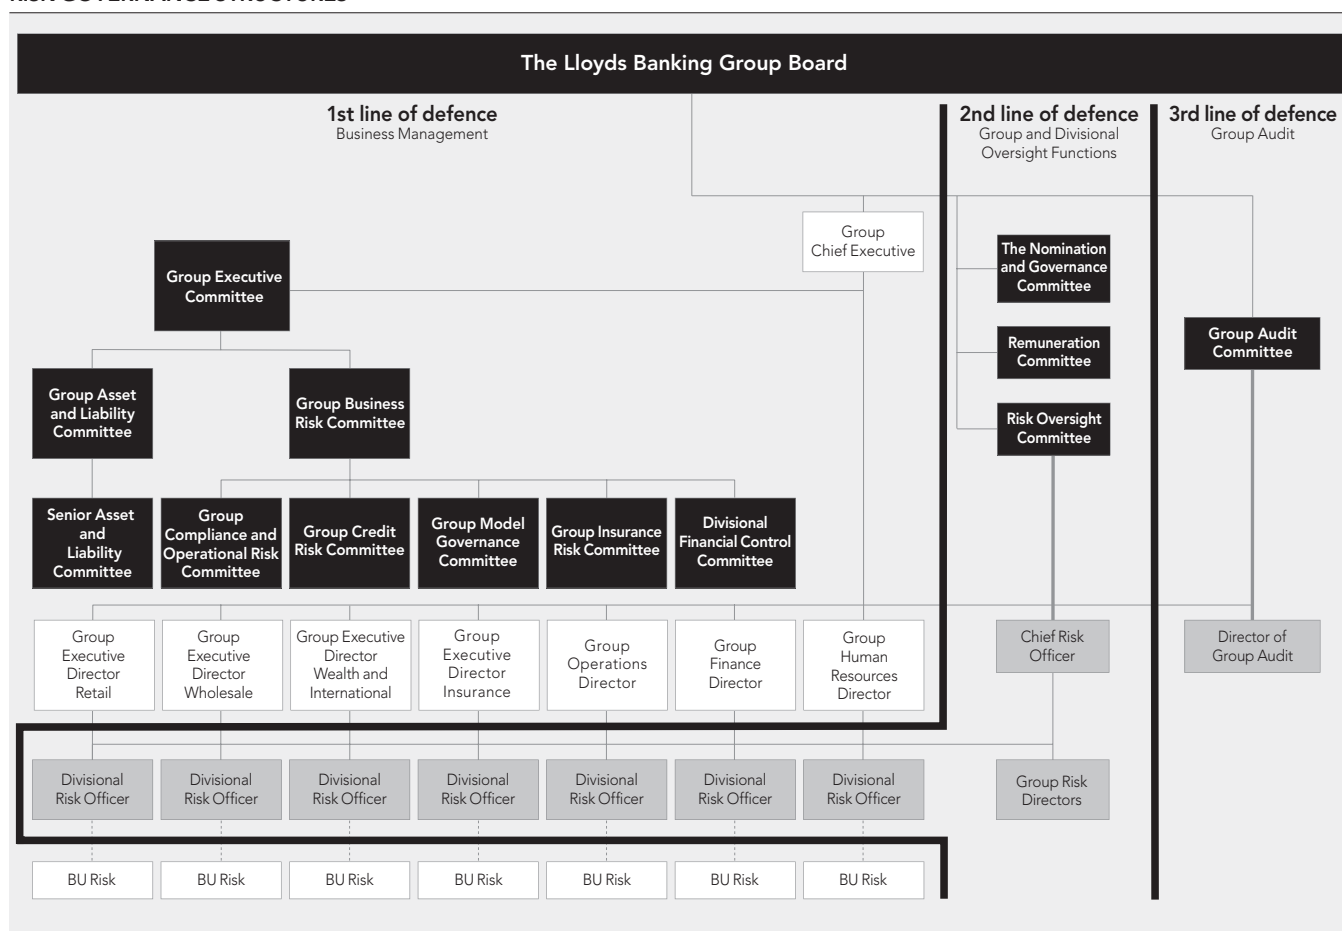 RISK GOVERNANCE STRUCTURES
The Lloyds Banking Group Board
1st line of defence
Business Management
2nd line of defence
Group and Divisional
Oversight Functions
3rd line of defence
Group Audit
Group
Chief Executive
Group Executive
Committee
The Nomination
and Governance
Committee
Remuneration
Committee
Risk Oversight
Committee
Group Audit
Committee
Group Asset
and Liability
Committee
Group Business
Risk Committee
Senior Asset
and
Liability
Committee
Group
Compliance and
Operational Risk
Committee
Group Credit
Risk Committee
Group Model
Governance
Committee
Group Insurance
Risk Committee
Divisional
Financial Control
Committee
Group
Executive
Director
Retail
Group
Executive
Director
Wholesale
Group Executive
Director
Wealth and
International
Group
Executive
Director
Insurance
Group
Operations
Director
Group
Finance
Director
Group
Human
Resources
Director
Chief Risk
Officer
Director of
Group Audit
Divisional
Risk Officer
Divisional
Risk Officer
Divisional
Risk Officer
Divisional
Risk Officer
Divisional
Risk Officer
Divisional
Risk Officer
Divisional
Risk Officer
Group Risk
Directors
BU Risk
BU Risk
BU Risk
BU Risk
BU Risk
BU Risk
BU Risk